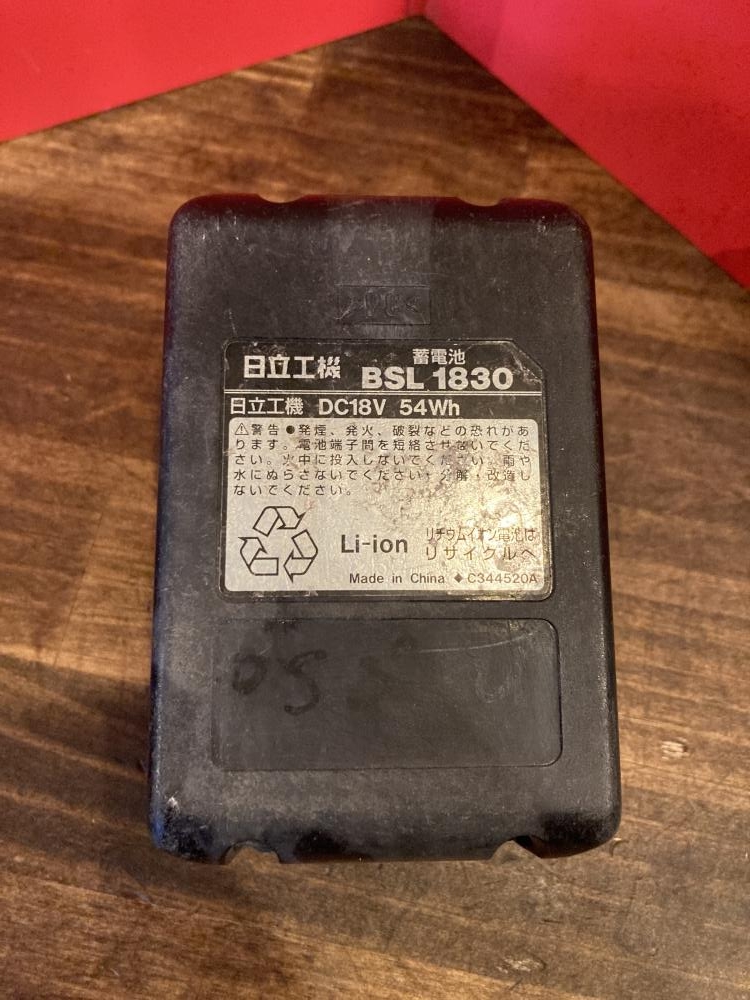 日立工機
蓄電池
BSL 1830
日立工機 DC18V 54Wh
⚠警告 ●発煙、発火、破裂などの恐れがあ
ります。電池端子間を短絡させないでくだ
さい。火中に投入しないでください。雨や
水にぬらさないでください。分解・改造し
ないでください。
Li-ion
リチウムイオン電池は
リサイクルへ
Made in China ◆ C344520A